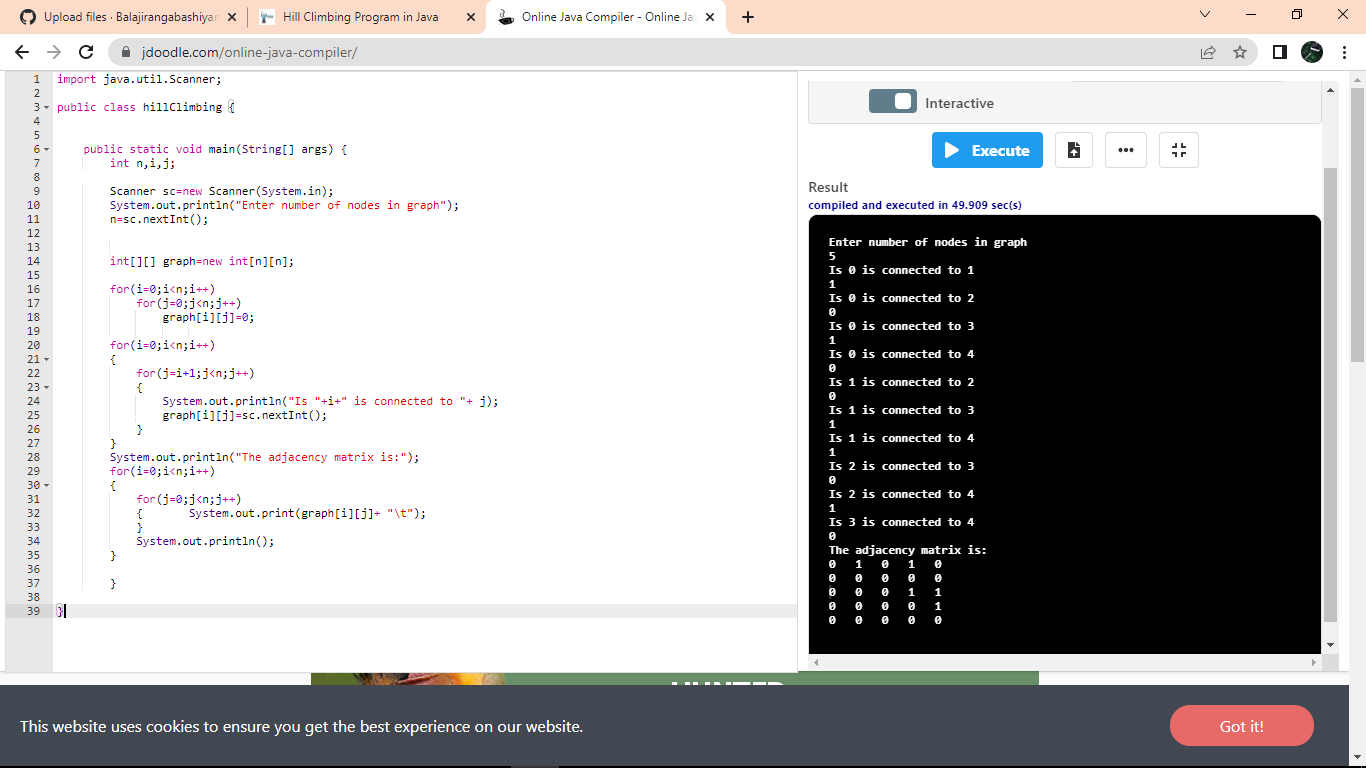 Upload files · Balajirangabashiyar
Hill Climbing Program in Java
Online Java Compiler - Online Ja
jdoodle.com/online-java-compiler/
1 import java.util.Scanner;
2
3 public class hillClimbing {
4
5
6 public static void main(String[] args) {
7 int n,i,j;
8
9 Scanner sc=new Scanner(System.in);
10 System.out.println("Enter number of nodes in graph");
11 n=sc.nextInt();
12
13
14 int[][] graph=new int[n][n];
15
16 for(i=0;i<n;i++)
17 for(j=0;j<n;j++)
18 graph[i][j]=0;
19
20 for(i=0;i<n;i++)
21 {
22 for(j=i+1;j<n;j++)
23 {
24 System.out.println("Is "+i+" is connected to "+ j);
25 graph[i][j]=sc.nextInt();
26 }
27 }
28 System.out.println("The adjacency matrix is:");
29 for(i=0;i<n;i++)
30 {
31 for(j=0;j<n;j++)
32 { System.out.print(graph[i][j]+ "\t");
33 }
34 System.out.println();
35 }
36
37 }
38
39 }
Interactive
Execute
Result
compiled and executed in 49.909 sec(s)
Enter number of nodes in graph
5
Is 0 is connected to 1
1
Is 0 is connected to 2
0
Is 0 is connected to 3
1
Is 0 is connected to 4
0
Is 1 is connected to 2
0
Is 1 is connected to 3
1
Is 1 is connected to 4
1
Is 2 is connected to 3
0
Is 2 is connected to 4
1
Is 3 is connected to 4
0
The adjacency matrix is:
0 1 0 1 0
0 0 0 0 0
0 0 0 1 1
0 0 0 0 1
0 0 0 0 0
This website uses cookies to ensure you get the best experience on our website.
Got it!